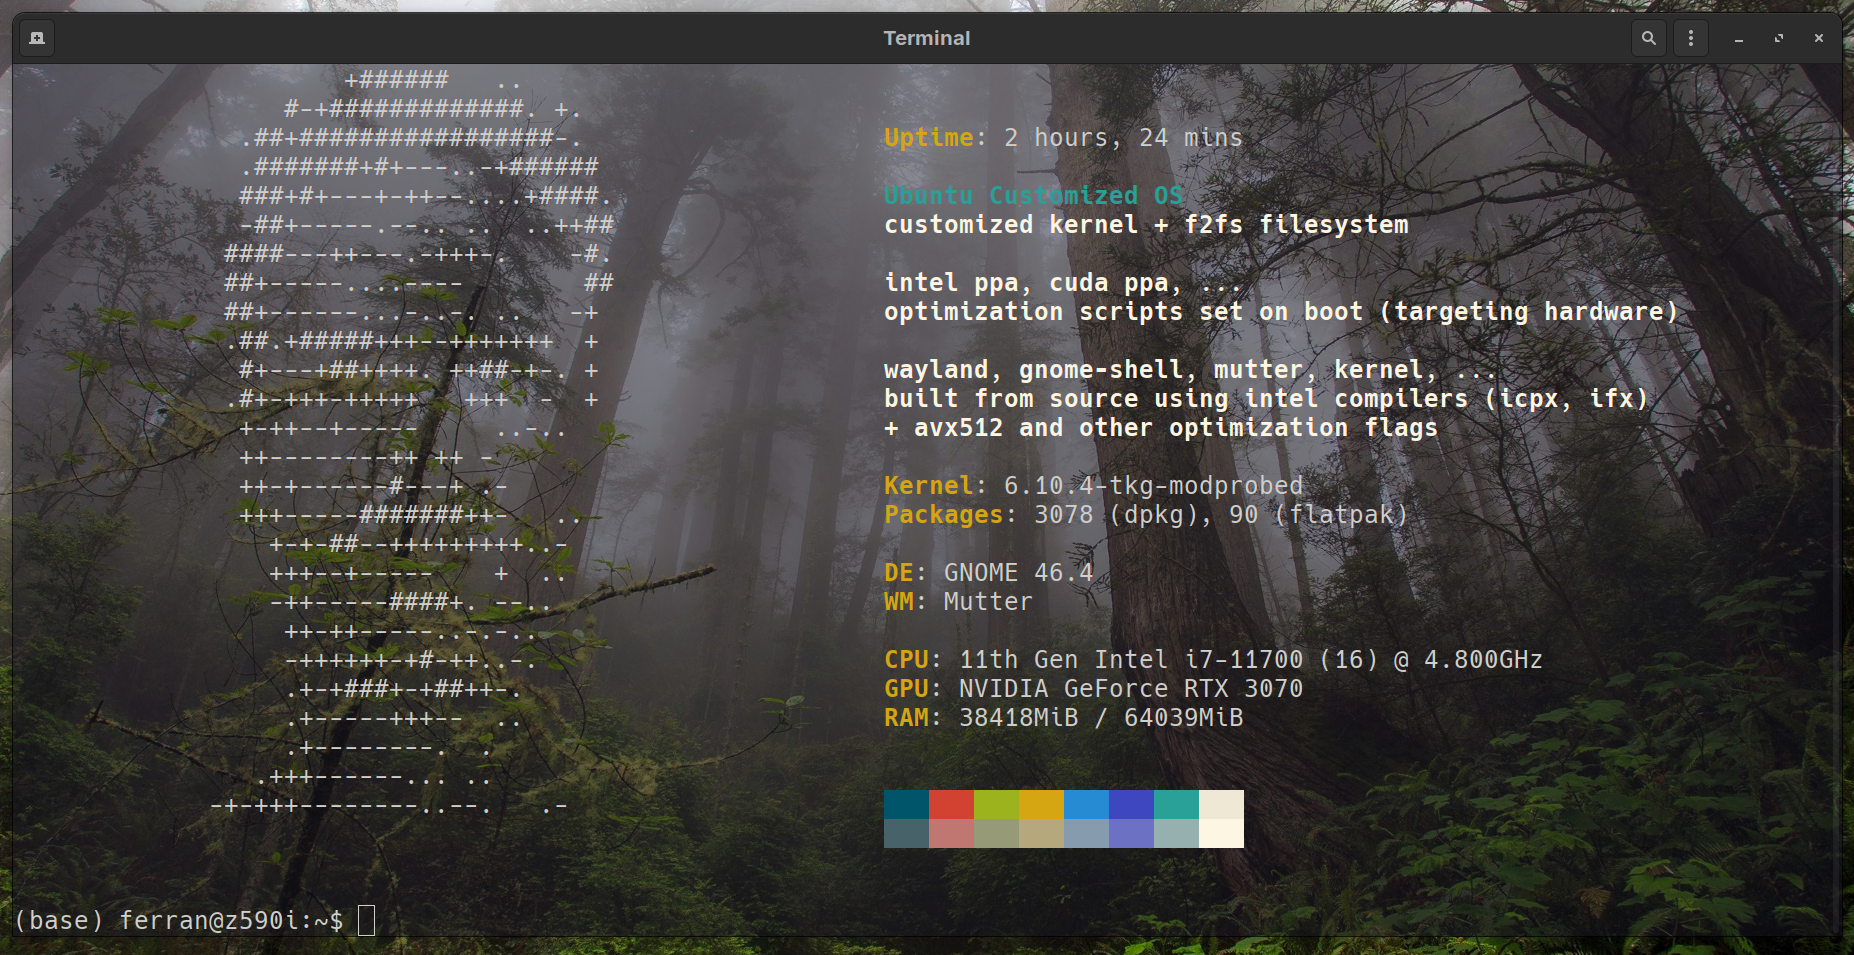 Terminal
Uptime: 2 hours, 24 mins
Ubuntu Customized OS
customized kernel + f2fs filesystem
intel ppa, cuda ppa, ...
optimization scripts set on boot (targeting hardware)
wayland, gnome-shell, mutter, kernel, ...
built from source using intel compilers (icpx, ifx)
+ avx512 and other optimization flags
Kernel: 6.10.4-tkg-modprobed
Packages: 3078 (dpkg), 90 (flatpak)
DE: GNOME 46.4
WM: Mutter
CPU: 11th Gen Intel i7-11700 (16) @ 4.800GHz
GPU: NVIDIA GeForce RTX 3070
RAM: 38418MiB / 64039MiB
(base) ferran@z590i:~$